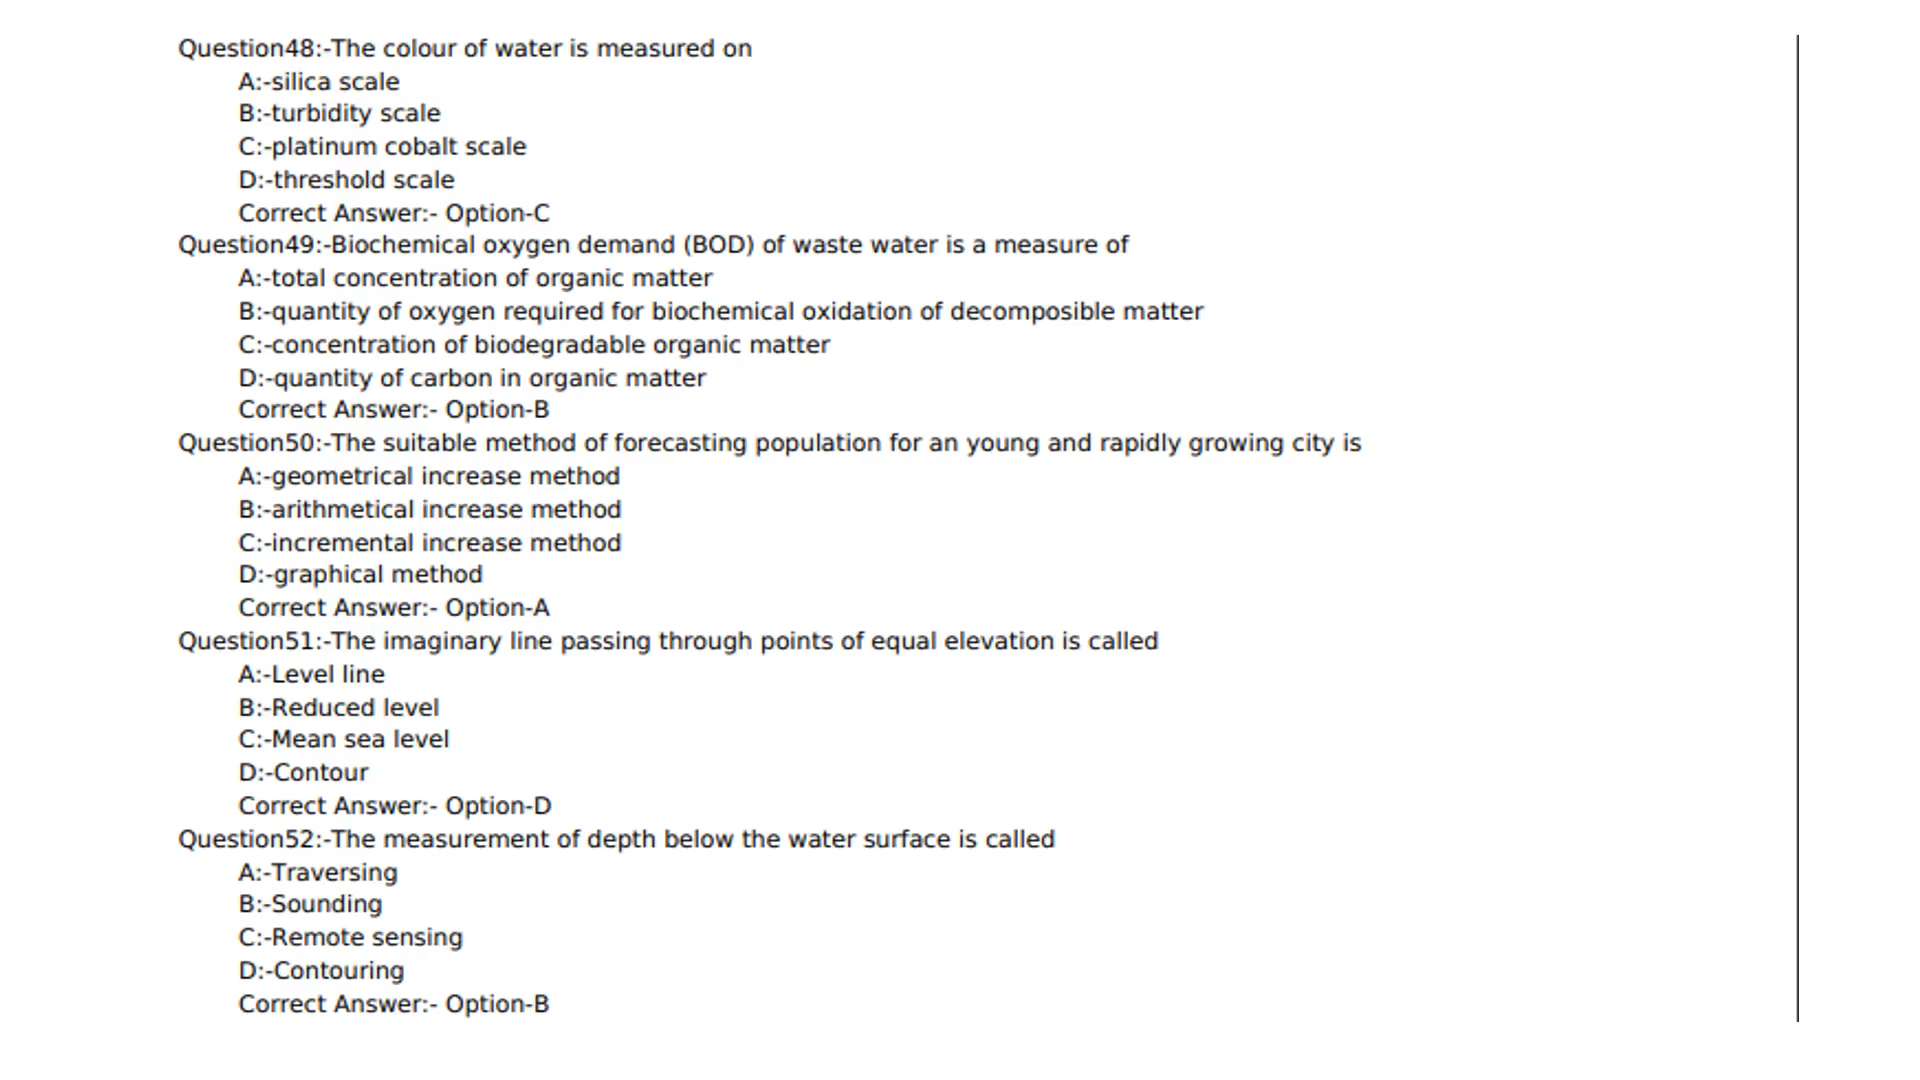 Question48:-The colour of water is measured on
A:-silica scale
B:-turbidity scale
C:-platinum cobalt scale
D:-threshold scale
Correct Answer:- Option-C
Question49:-Biochemical oxygen demand (BOD) of waste water is a measure of
A:-total concentration of organic matter
B:-quantity of oxygen required for biochemical oxidation of decomposible matter
C:-concentration of biodegradable organic matter
D:-quantity of carbon in organic matter
Correct Answer:- Option-B
Question50:-The suitable method of forecasting population for an young and rapidly growing city is
A:-geometrical increase method
B:-arithmetical increase method
C:-incremental increase method
D:-graphical method
Correct Answer:- Option-A
Question51:-The imaginary line passing through points of equal elevation is called
A:-Level line
B:-Reduced level
C:-Mean sea level
D:-Contour
Correct Answer:- Option-D
Question52:-The measurement of depth below the water surface is called
A:-Traversing
B:-Sounding
C:-Remote sensing
D:-Contouring
Correct Answer:- Option-B